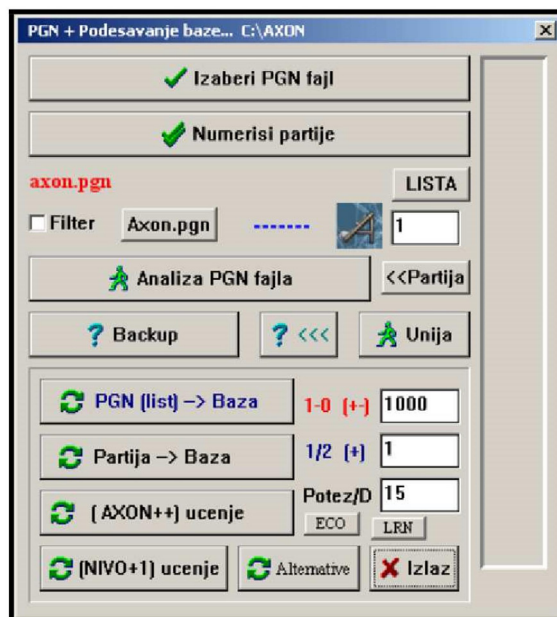 PGN + Podesavanje baze... C:\AXON
Izaberi PGN fajl
Numerisi partije
axon.pgn
LISTA
Filter Axon.pgn ------- A 1
Analiza PGN fajla <<Partija
? Backup ? <<< Unija
PGN (list) –> Baza 1-0 (+-) 1000
Partija –> Baza 1/2 (+) 1
Potez/D 15
( AXON++) ucenje ECO LRN
(NIVO+1) ucenje Alternative Izlaz